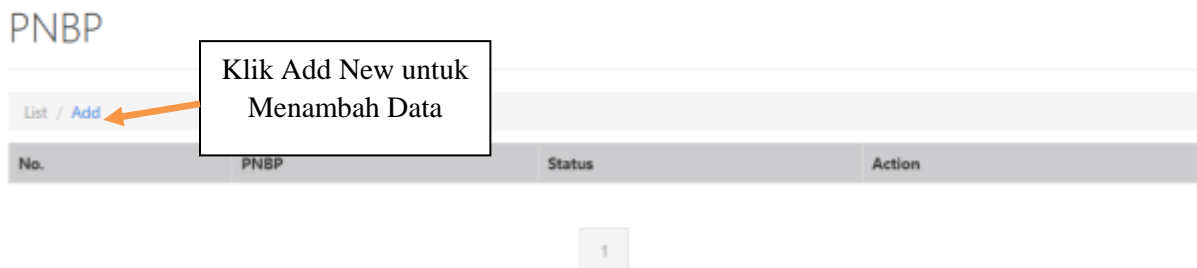 PNBP
Klik Add New untuk
Menambah Data
List / Add
No. PNBP Status Action
1